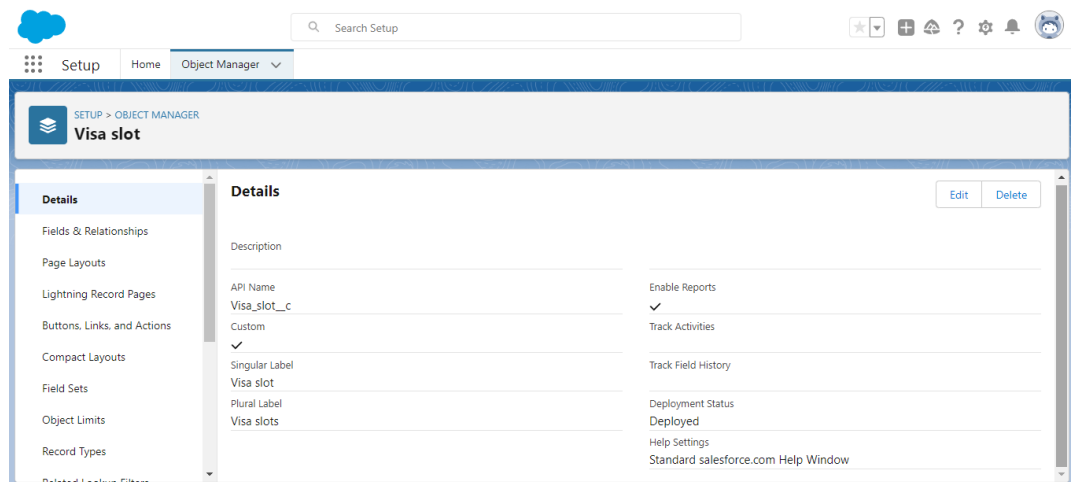 Search Setup
Setup
Home
Object Manager
SETUP > OBJECT MANAGER
Visa slot
Details
Fields & Relationships
Page Layouts
Lightning Record Pages
Buttons, Links, and Actions
Compact Layouts
Field Sets
Object Limits
Record Types
Related Lookup Filters
Details
Edit
Delete
Description
API Name
Visa_slot__c
Custom
Singular Label
Visa slot
Plural Label
Visa slots
Enable Reports
Track Activities
Track Field History
Deployment Status
Deployed
Help Settings
Standard salesforce.com Help Window